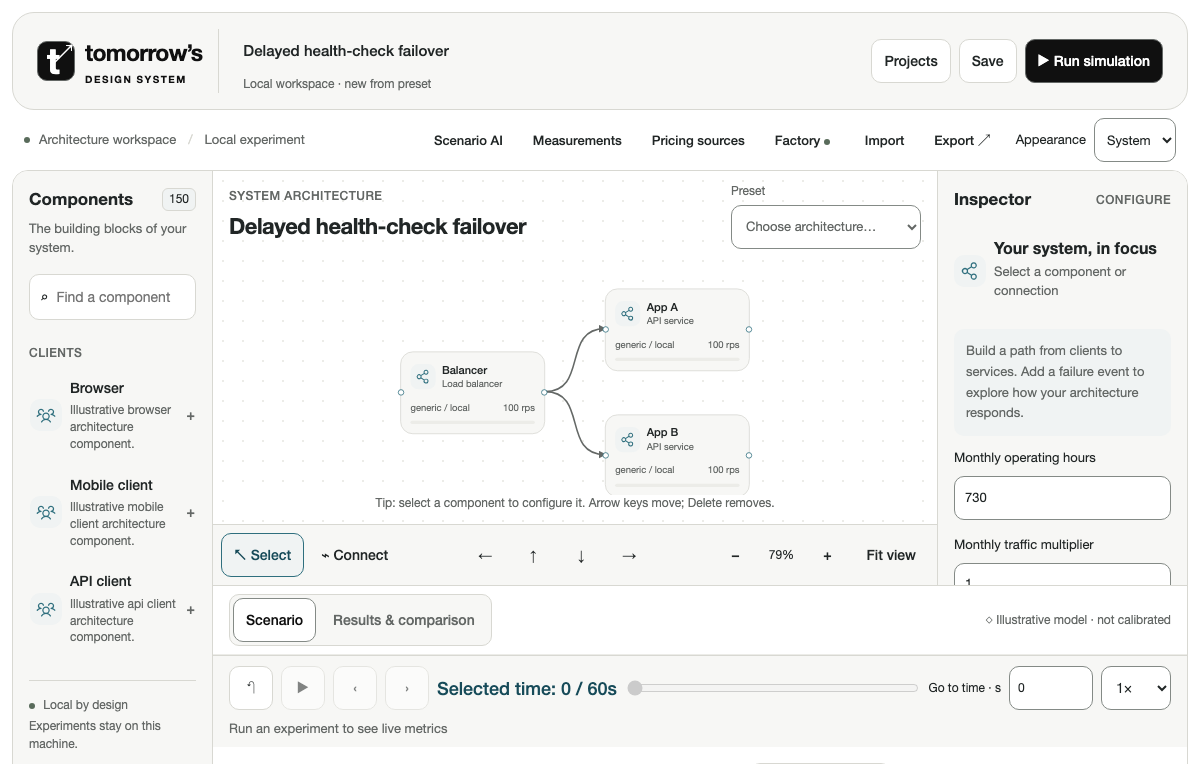 tomorrow's
DESIGN SYSTEM
Delayed health-check failover
Local workspace · new from preset
Projects
Save
▶ Run simulation
Architecture workspace / Local experiment
Scenario AI
Measurements
Pricing sources
Factory
Import
Export ↗
Appearance
System
Components
150
The building blocks of your
system.
Find a component
CLIENTS
Browser
Illustrative browser
architecture
component.
+
Mobile client
Illustrative mobile
client architecture
component.
+
API client
Illustrative api client
architecture
component.
+
Local by design
Experiments stay on this
machine.
SYSTEM ARCHITECTURE
Delayed health-check failover
Preset
Choose architecture...
App A
API service
generic / local 100 rps
Balancer
Load balancer
generic / local 100 rps
App B
API service
generic / local 100 rps
Tip: select a component to configure it. Arrow keys move; Delete removes.
Select
Connect
← ↑ ↓ →
− 79% +
Fit view
Inspector
CONFIGURE
Your system, in focus
Select a component or
connection
Build a path from clients to
services. Add a failure event to
explore how your architecture
responds.
Monthly operating hours
730
Monthly traffic multiplier
1
Scenario
Results & comparison
◇ Illustrative model · not calibrated
Selected time: 0 / 60s
Go to time · s
0
1×
Run an experiment to see live metrics